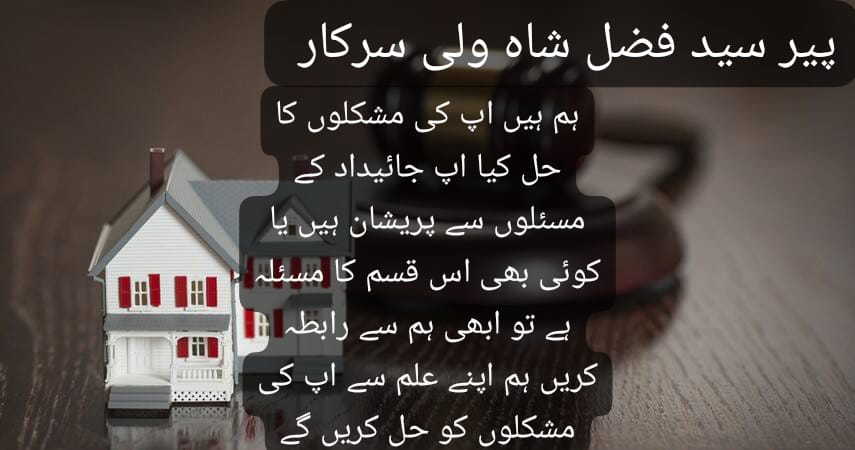 پیر سید فضل شاہ ولی سرکار
ہم ہیں اپ کی مشکلوں کا
حل کیا اپ جائیداد کے
مسئلوں سے پریشان ہیں یا
کوئی بھی اس قسم کا مسئلہ
ہے تو ابھی ہم سے رابطہ
کریں ہم اپنے علم سے اپ کی
مشکلوں کو حل کریں گے